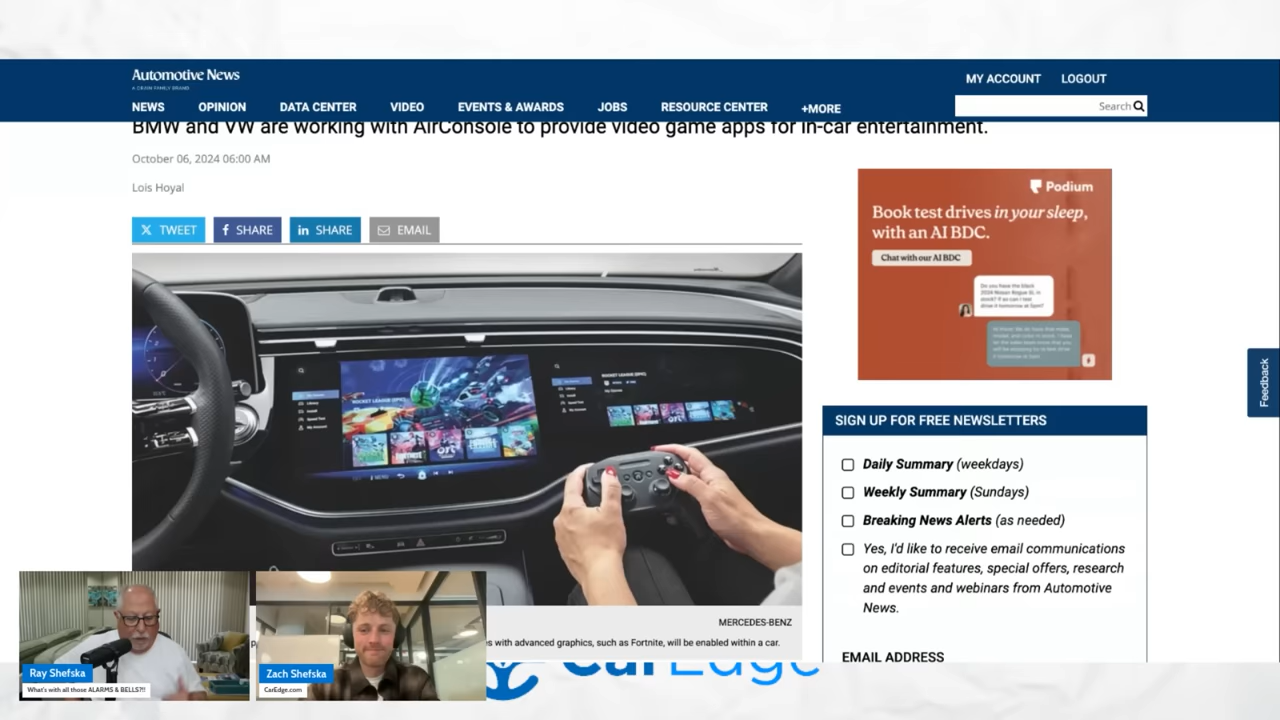 Automotive News
A CRAIN FAMILY BRAND
MY ACCOUNT LOGOUT
NEWS OPINION DATA CENTER VIDEO EVENTS & AWARDS JOBS RESOURCE CENTER +MORE
Search
BMW and VW are working with AirConsole to provide video game apps for in-car entertainment.
October 06, 2024 06:00 AM
Lois Hoyal
TWEET SHARE SHARE EMAIL
Podium
Book test drives in your sleep,
with an AI BDC.
Chat with our AI BDC
Feedback
SIGN UP FOR FREE NEWSLETTERS
Daily Summary (weekdays)
Weekly Summary (Sundays)
Breaking News Alerts (as needed)
Yes, I'd like to receive email communications
on editorial features, special offers, research
and events and webinars from Automotive
News.
EMAIL ADDRESS
MERCEDES-BENZ
with advanced graphics, such as Fortnite, will be enabled within a car.
CarEdge
Ray Shefska
What's with all those ALARMS & BELLS?!!
Zach Shefska
CarEdge.com